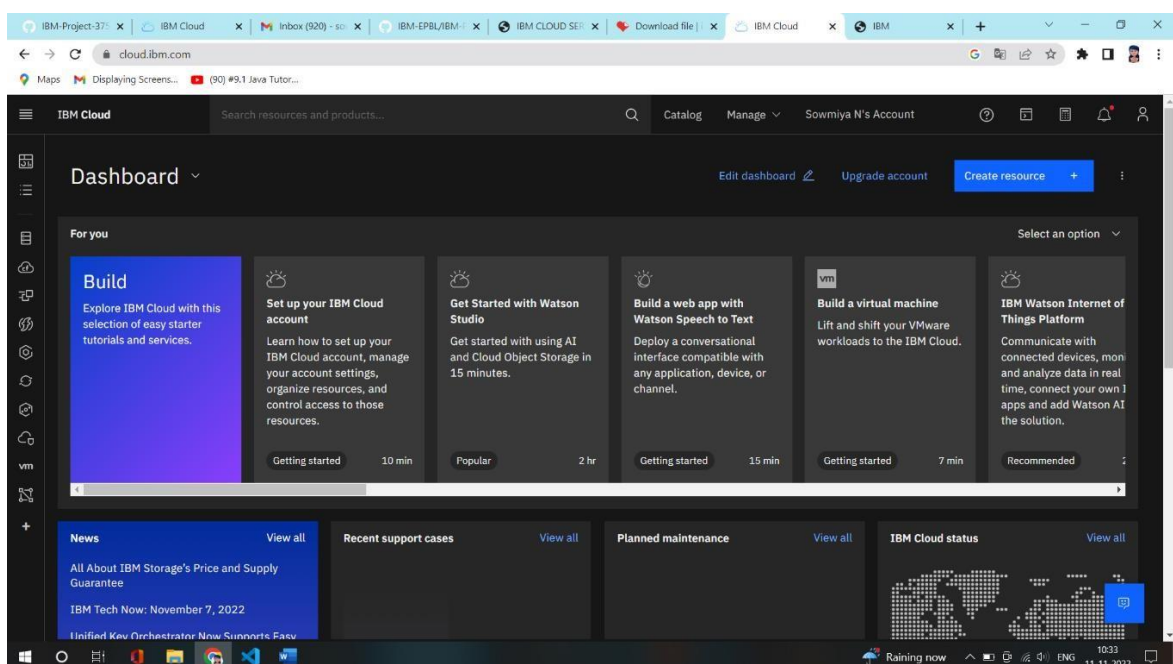 IBM-Project-375
IBM Cloud
Inbox (920) - so
IBM-EPBL/IBM-
IBM CLOUD SER
Download file |
IBM Cloud
IBM
cloud.ibm.com
Maps
Displaying Screens...
(90) #9.1 Java Tutor...
IBM Cloud
Search resources and products...
Catalog
Manage
Sowmiya N's Account
Dashboard
Edit dashboard
Upgrade account
Create resource +
For you
Select an option
Build
Explore IBM Cloud with this
selection of easy starter
tutorials and services.
Set up your IBM Cloud
account
Learn how to set up your
IBM Cloud account, manage
your account settings,
organize resources, and
control access to those
resources.
Getting started
10 min
Get Started with Watson
Studio
Get started with using AI
and Cloud Object Storage in
15 minutes.
Popular
2 hr
Build a web app with
Watson Speech to Text
Deploy a conversational
interface compatible with
any application, device, or
channel.
Getting started
15 min
vm
Build a virtual machine
Lift and shift your VMware
workloads to the IBM Cloud.
Getting started
7 min
IBM Watson Internet of
Things Platform
Communicate with
connected devices, moni
and analyze data in real
time, connect your own
apps and add Watson AI
the solution.
Recommended
vm
News
View all
All About IBM Storage's Price and Supply
Guarantee
IBM Tech Now: November 7, 2022
Unified Key Orchestrator Now Supports Easy
Recent support cases
View all
Planned maintenance
View all
IBM Cloud status
View all
Raining now
ENG
10:33
11-11-2022